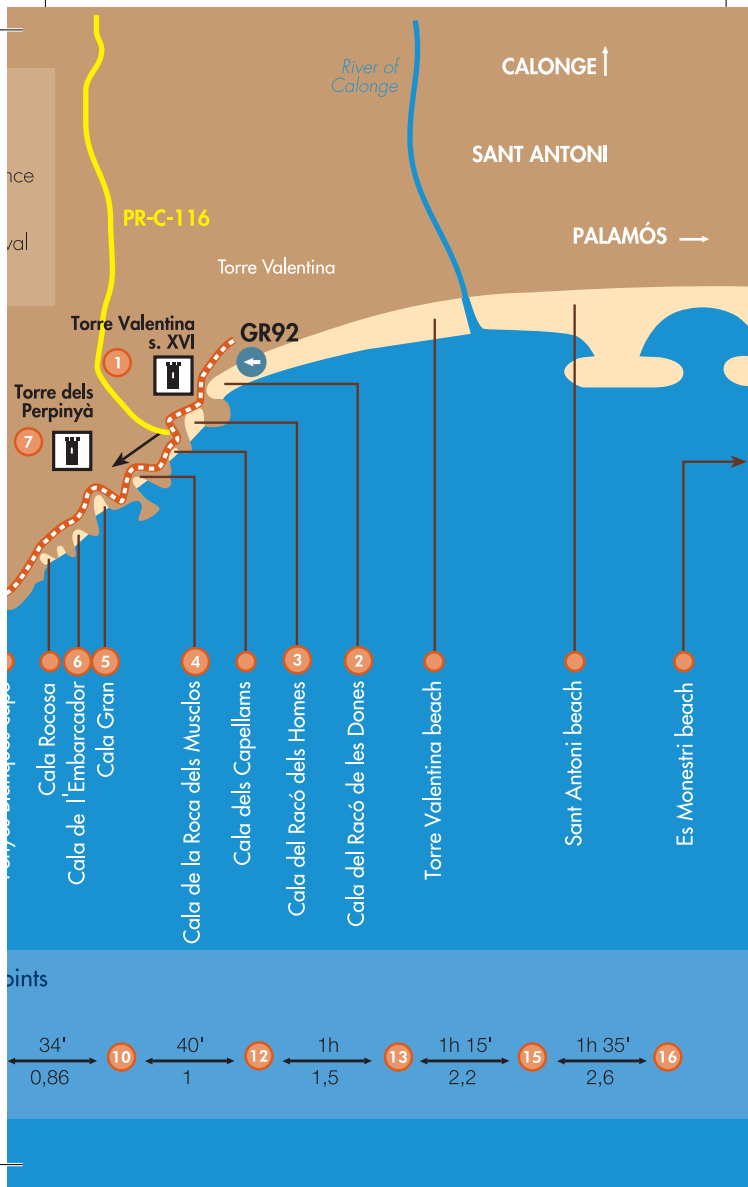 River of
Calonge
CALONGE
SANT ANTONI
PALAMÓS
PR-C-116
Torre Valentina
Torre Valentina
s. XVI
1
GR92
Torre dels
Perpinyà
7
6
5
4
3
2
Cala Rocosa
Cala de l'Embarcador
Cala Gran
Cala de la Roca dels Musclos
Cala dels Capellams
Cala del Racó dels Homes
Cala del Racó de les Dones
Torre Valentina beach
Sant Antoni beach
Es Monestri beach
34' 40' 1h 1h 15' 1h 35'
10 12 13 15 16
0,86 1 1,5 2,2 2,6